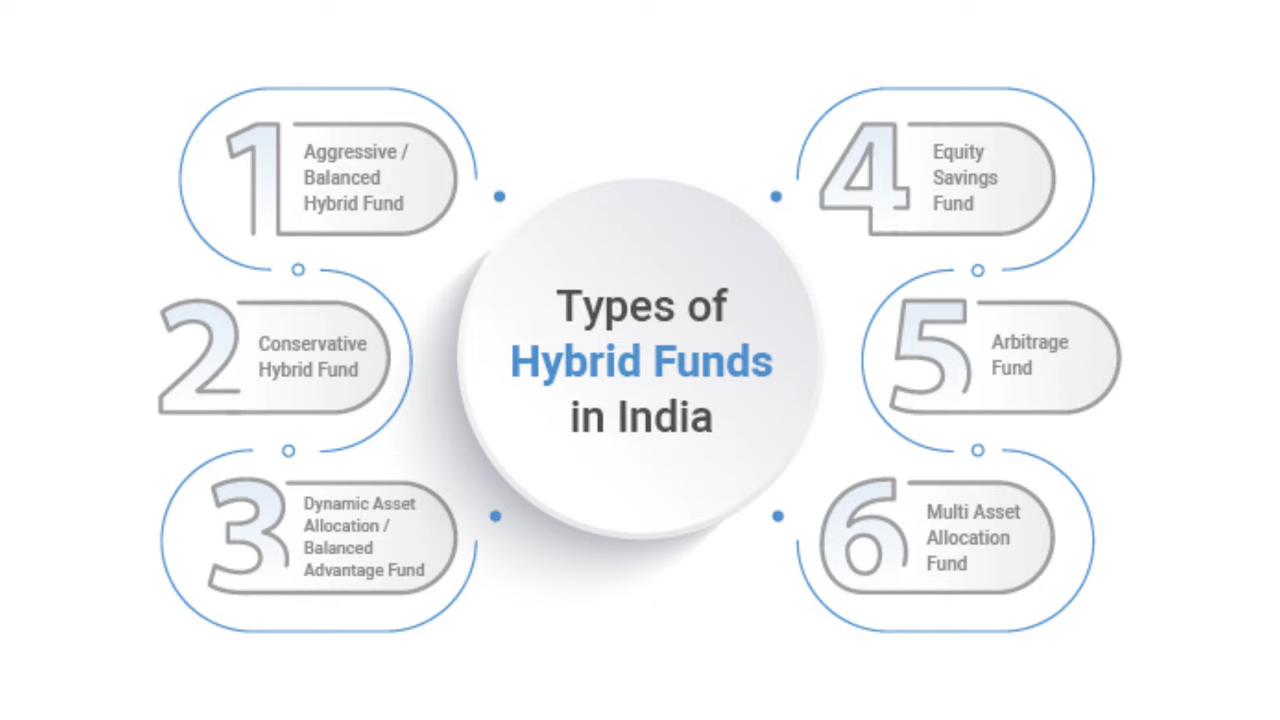 Types of
Hybrid Funds
in India
1
Aggressive /
Balanced
Hybrid Fund
2
Conservative
Hybrid Fund
3
Dynamic Asset
Allocation /
Balanced
Advantage Fund
4
Equity
Savings
Fund
5
Arbitrage
Fund
6
Multi Asset
Allocation
Fund